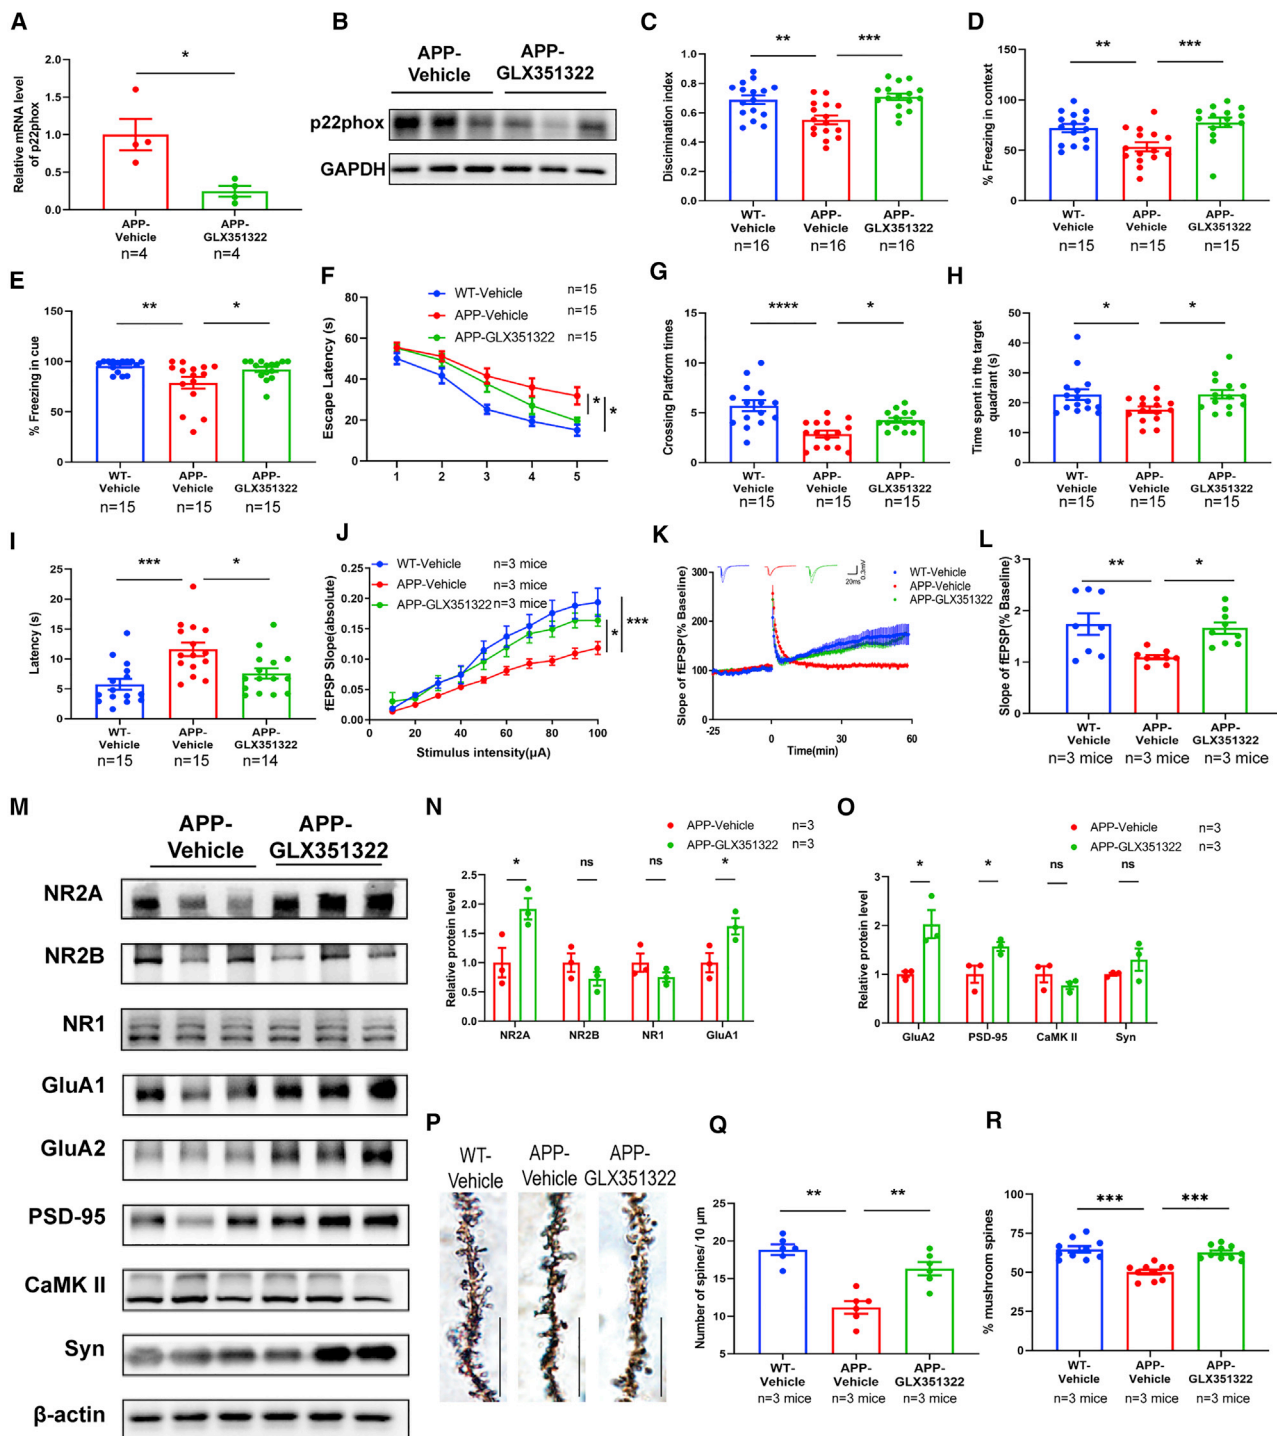 A
Relative mRNA level
of p22phox
2.0
1.5
1.0
0.5
0.0
*
APP-
Vehicle
n=4
APP-
GLX351322
n=4
B
APP-
Vehicle
APP-
GLX351322
p22phox
GAPDH
C
Discrimination index
1.0
0.8
0.6
0.4
0.2
0.0
**
***
WT-
Vehicle
n=16
APP-
Vehicle
n=16
APP-
GLX351322
n=16
D
% Freezing in context
150
100
50
0
**
***
WT-
Vehicle
n=15
APP-
Vehicle
n=15
APP-
GLX351322
n=15
E
% Freezing in cue
150
100
50
0
**
*
WT-
Vehicle
n=15
APP-
Vehicle
n=15
APP-
GLX351322
n=15
F
Escape Latency (s)
80
60
40
20
0
WT-Vehicle n=15
APP-Vehicle n=15
APP-GLX351322 n=15
*
*
1 2 3 4 5
G
Crossing Platform times
15
10
5
0
****
*
WT-
Vehicle
n=15
APP-
Vehicle
n=15
APP-
GLX351322
n=15
H
Time spent in the target
quadrant (s)
50
40
30
20
10
0
*
*
WT-
Vehicle
n=15
APP-
Vehicle
n=15
APP-
GLX351322
n=15
I
Latency (s)
25
20
15
10
5
0
***
*
WT-
Vehicle
n=15
APP-
Vehicle
n=15
APP-
GLX351322
n=14
J
fEPSP Slope(absolute)
0.25
0.20
0.15
0.10
0.05
0.00
WT-Vehicle n=3 mice
APP-Vehicle n=3 mice
APP-GLX351322 n=3 mice
*
***
0 20 40 60 80 100
Stimulus intensity(μA)
K
Slope of fEPSP(% Baseline)
300
200
100
0
20ms
0.3mV
WT-Vehicle
APP-Vehicle
APP-GLX351322
-25 0 30 60
Time(min)
L
Slope of fEPSP(% Baseline)
3
2
1
0
**
*
WT-
Vehicle
n=3 mice
APP-
Vehicle
n=3 mice
APP-
GLX351322
n=3 mice
M
APP-
Vehicle
APP-
GLX351322
NR2A
NR2B
NR1
GluA1
GluA2
PSD-95
CaMK II
Syn
β-actin
N
APP-Vehicle n=3
APP-GLX351322 n=3
Relative protein level
2.5
2.0
1.5
1.0
0.5
0.0
* ns ns *
NR2A NR2B NR1 GluA1
O
APP-Vehicle n=3
APP-GLX351322 n=3
Relative protein level
3
2
1
0
* * ns ns
GluA2 PSD-95 CaMK II Syn
P
WT-
Vehicle
APP-
Vehicle
APP-
GLX351322
Q
Number of spines/ 10 μm
25
20
15
10
5
**
**
WT-
Vehicle
n=3 mice
APP-
Vehicle
n=3 mice
APP-
GLX351322
n=3 mice
R
% mushroom spines
100
75
50
25
0
***
***
WT-
Vehicle
n=3 mice
APP-
Vehicle
n=3 mice
APP-
GLX351322
n=3 mice